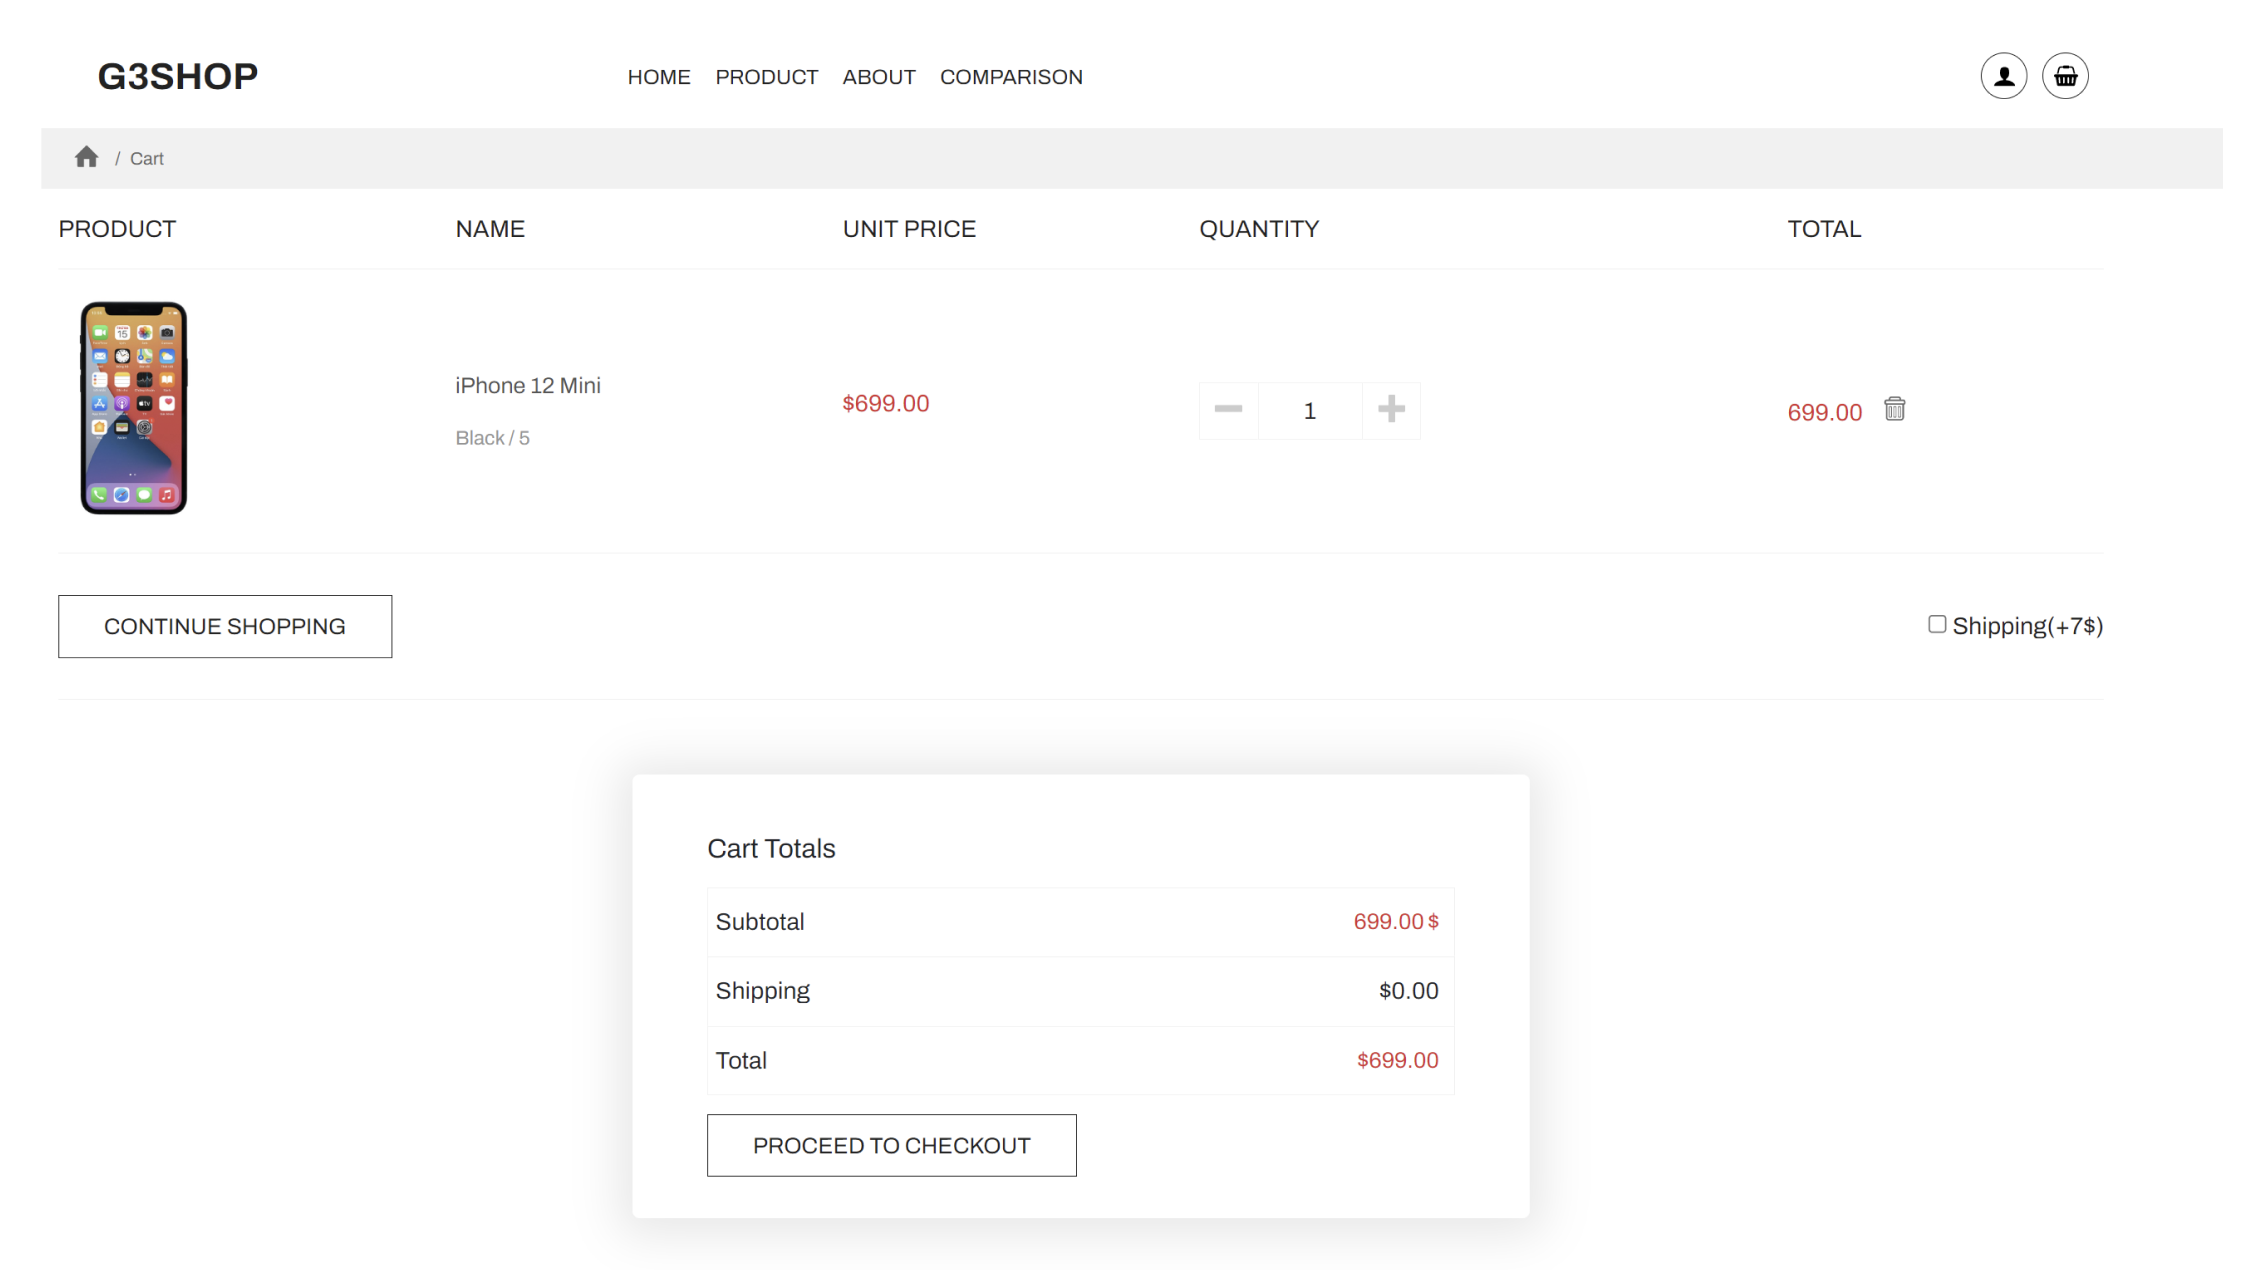 G3SHOP
HOME PRODUCT ABOUT COMPARISON
/ Cart
PRODUCT NAME UNIT PRICE QUANTITY TOTAL
iPhone 12 Mini
Black / 5
$699.00
1
699.00
15
tv
CONTINUE SHOPPING
Shipping(+7$)
Cart Totals
Subtotal 699.00 $
Shipping $0.00
Total $699.00
PROCEED TO CHECKOUT